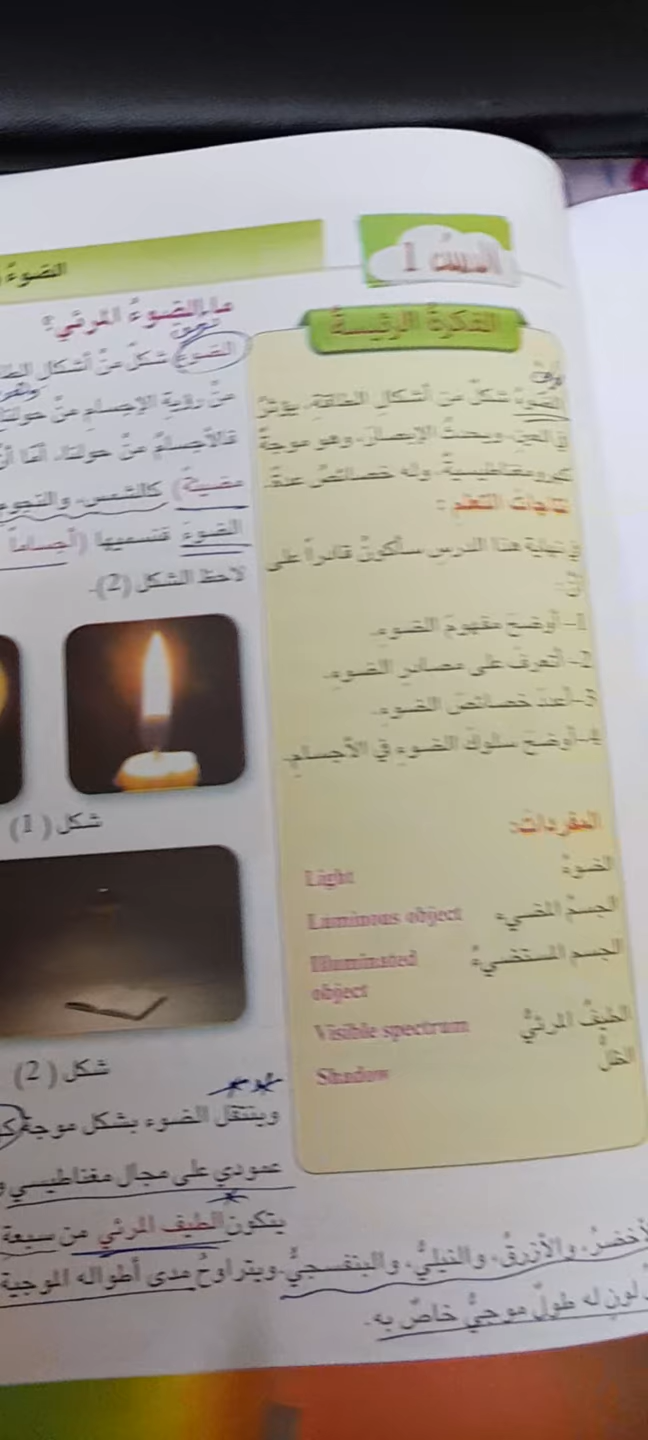 الدرس 1
الفكرة الرئيسة
الضوءُ شكلٌ من أشكالِ الطاقةِ، يؤثرُ
في العينِ، ويحدثُ الإبصارَ، وهو موجةٌ
كهرومغناطيسيةٌ، وله خصائصُ عدةٌ.
نتاجات التعلم :
في نهايةِ هذا الدرسِ سأكونُ قادراً على
أنْ:
1- أوضحَ مفهومَ الضوءِ.
2- أتعرفَ على مصادرِ الضوءِ.
3- أعددَ خصائصَ الضوءِ.
4- أوضحَ سلوكَ الضوءِ في الأجسامِ.
المفردات:
الضوءُ Light
الجسمُ المضيء Luminous object
الجسم المستضيءُ Illuminated object
الطيفُ المرئيُّ Visible spectrum
الظلُّ Shadow
الضوءُ
ما الضوءُ المرئي؟
الضوءُ شكلٌ منْ أشكالِ
منْ رؤيةِ الأجسامِ منْ حولنا
فالأجسامُ منْ حولنا، أمّا أنْ
مضيئةً) كالشمسِ، والنجومِ
الضوءَ فنسميها (أجساماً
لاحظ الشكل (2).
شكل (1)
شكل (2)
وينتقل الضوء بشكل موجة
عمودي على مجال مغناطيسي
يتكون الطيف المرئي من سبعة
الأخضرُ، والأزرقُ، والنيليُّ، والبنفسجيُّ، ويتراوحُ مدى أطواله الموجية
لونٍ له طولٌ موجيٌّ خاصٌ به.